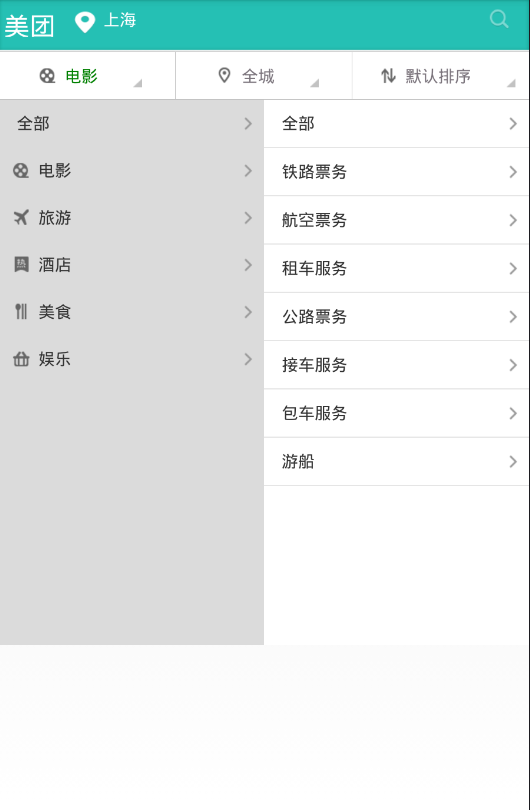 美团 上海
电影 全城 默认排序
全部
电影
旅游
热 酒店
美食
娱乐
全部
铁路票务
航空票务
租车服务
公路票务
接车服务
包车服务
游船